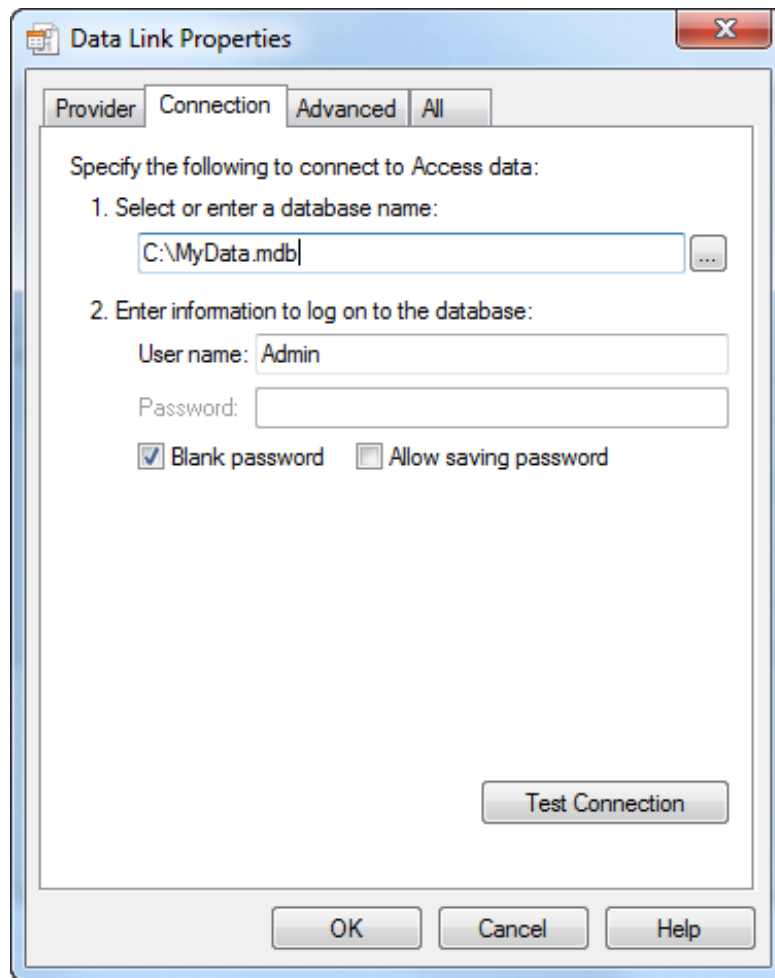 Data Link Properties
Provider Connection Advanced All
Specify the following to connect to Access data:
1. Select or enter a database name:
C:\MyData.mdb ...
2. Enter information to log on to the database:
User name: Admin
Password:
Blank password Allow saving password
Test Connection
OK Cancel Help